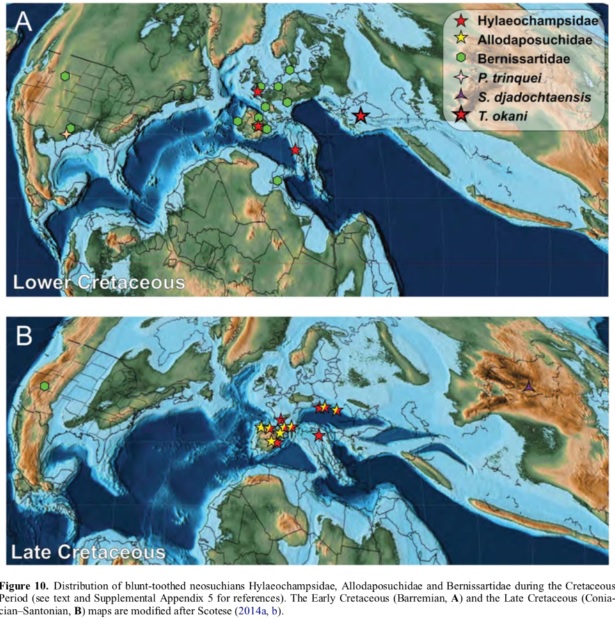 A
Hylaeochampsidae
Allodaposuchidae
Bernissartidae
P. trinquei
S. djadochtaensis
T. okani
Lower Cretaceous
B
Late Cretaceous
Figure 10. Distribution of blunt-toothed neosuchians Hylaeochampsidae, Allodaposuchidae and Bernissartidae during the Cretaceous
Period (see text and Supplemental Appendix 5 for references). The Early Cretaceous (Barremian, A) and the Late Cretaceous (Conia-
cian–Santonian, B) maps are modified after Scotese (2014a, b).